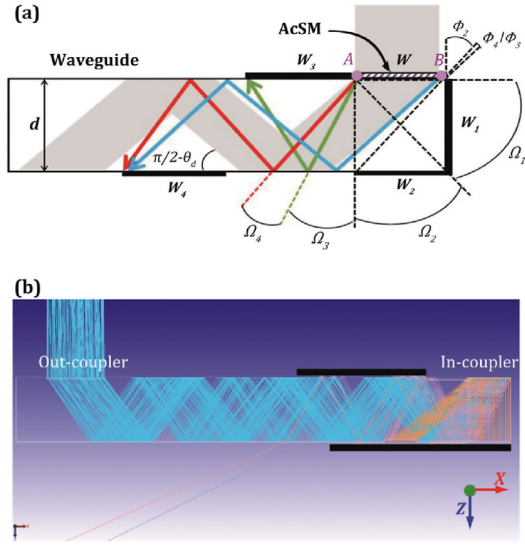 (a)
AcSM
Φ2
Φ4/Φ3
A
W
B
Waveguide
W3
d
W1
π/2-θd
Ω1
W4
W2
Ω4
Ω3
Ω2
(b)
Out-coupler
In-coupler
X
Z